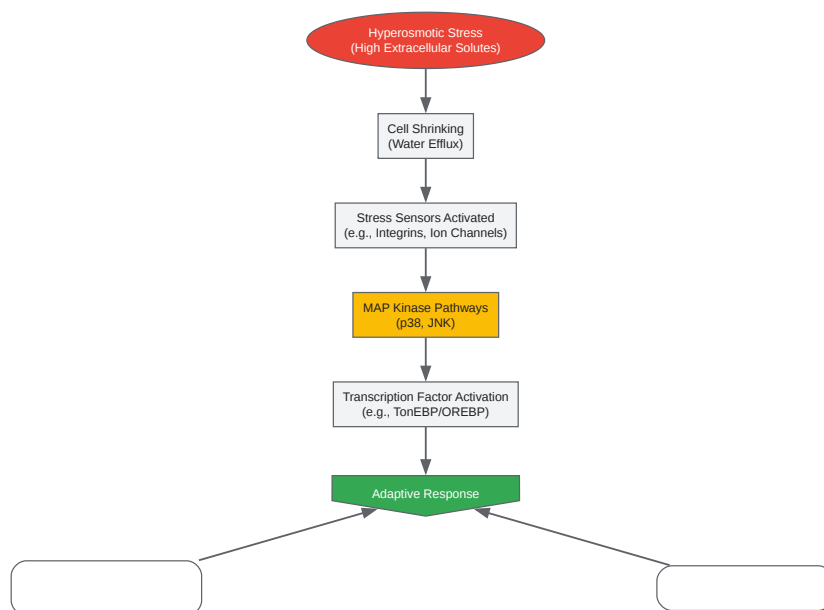 Hyperosmotic Stress
(High Extracellular Solutes)
Cell Shrinking
(Water Efflux)
Stress Sensors Activated
(e.g., Integrins, Ion Channels)
MAP Kinase Pathways
(p38, JNK)
Transcription Factor Activation
(e.g., TonEBP/OREBP)
Adaptive Response